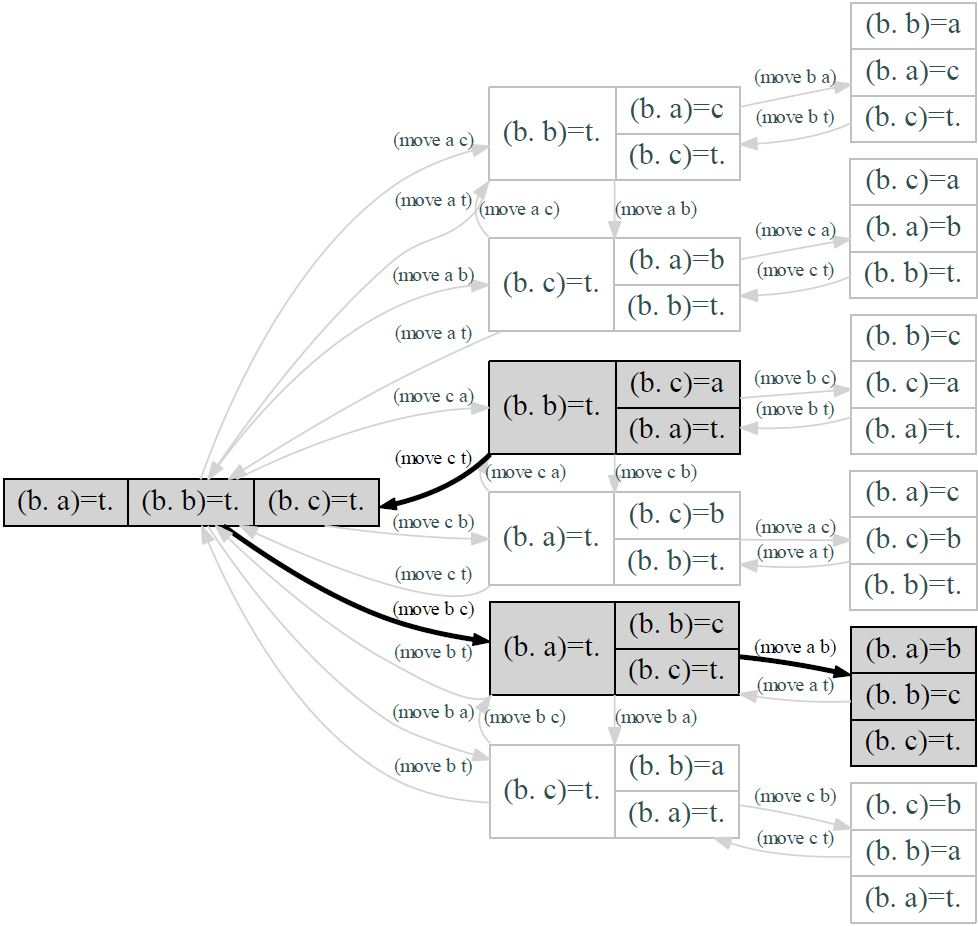 (b. b)=a
(b. a)=c
(b. c)=t.
(move b a)
(move b t)
(b. b)=t.
(b. a)=c
(b. c)=t.
(move a c)
(move a t)
(move a c)
(move a b)
(b. c)=a
(b. a)=b
(b. b)=t.
(move c a)
(move c t)
(b. c)=t.
(b. a)=b
(b. b)=t.
(move a b)
(move a t)
(b. b)=c
(b. c)=a
(b. a)=t.
(move b c)
(move b t)
(b. b)=t.
(b. c)=a
(b. a)=t.
(move c a)
(move c t)
(move c a)
(move c b)
(b. a)=t.
(b. b)=t.
(b. c)=t.
(b. a)=c
(b. c)=b
(b. b)=t.
(move a c)
(move a t)
(b. a)=t.
(b. c)=b
(b. b)=t.
(move c b)
(move c t)
(move b c)
(b. a)=t.
(b. b)=c
(b. c)=t.
(move a b)
(move a t)
(b. a)=b
(b. b)=c
(b. c)=t.
(move b t)
(move b a)
(move b c)
(move b a)
(move b t)
(b. c)=t.
(b. b)=a
(b. a)=t.
(move c b)
(move c t)
(b. c)=b
(b. b)=a
(b. a)=t.